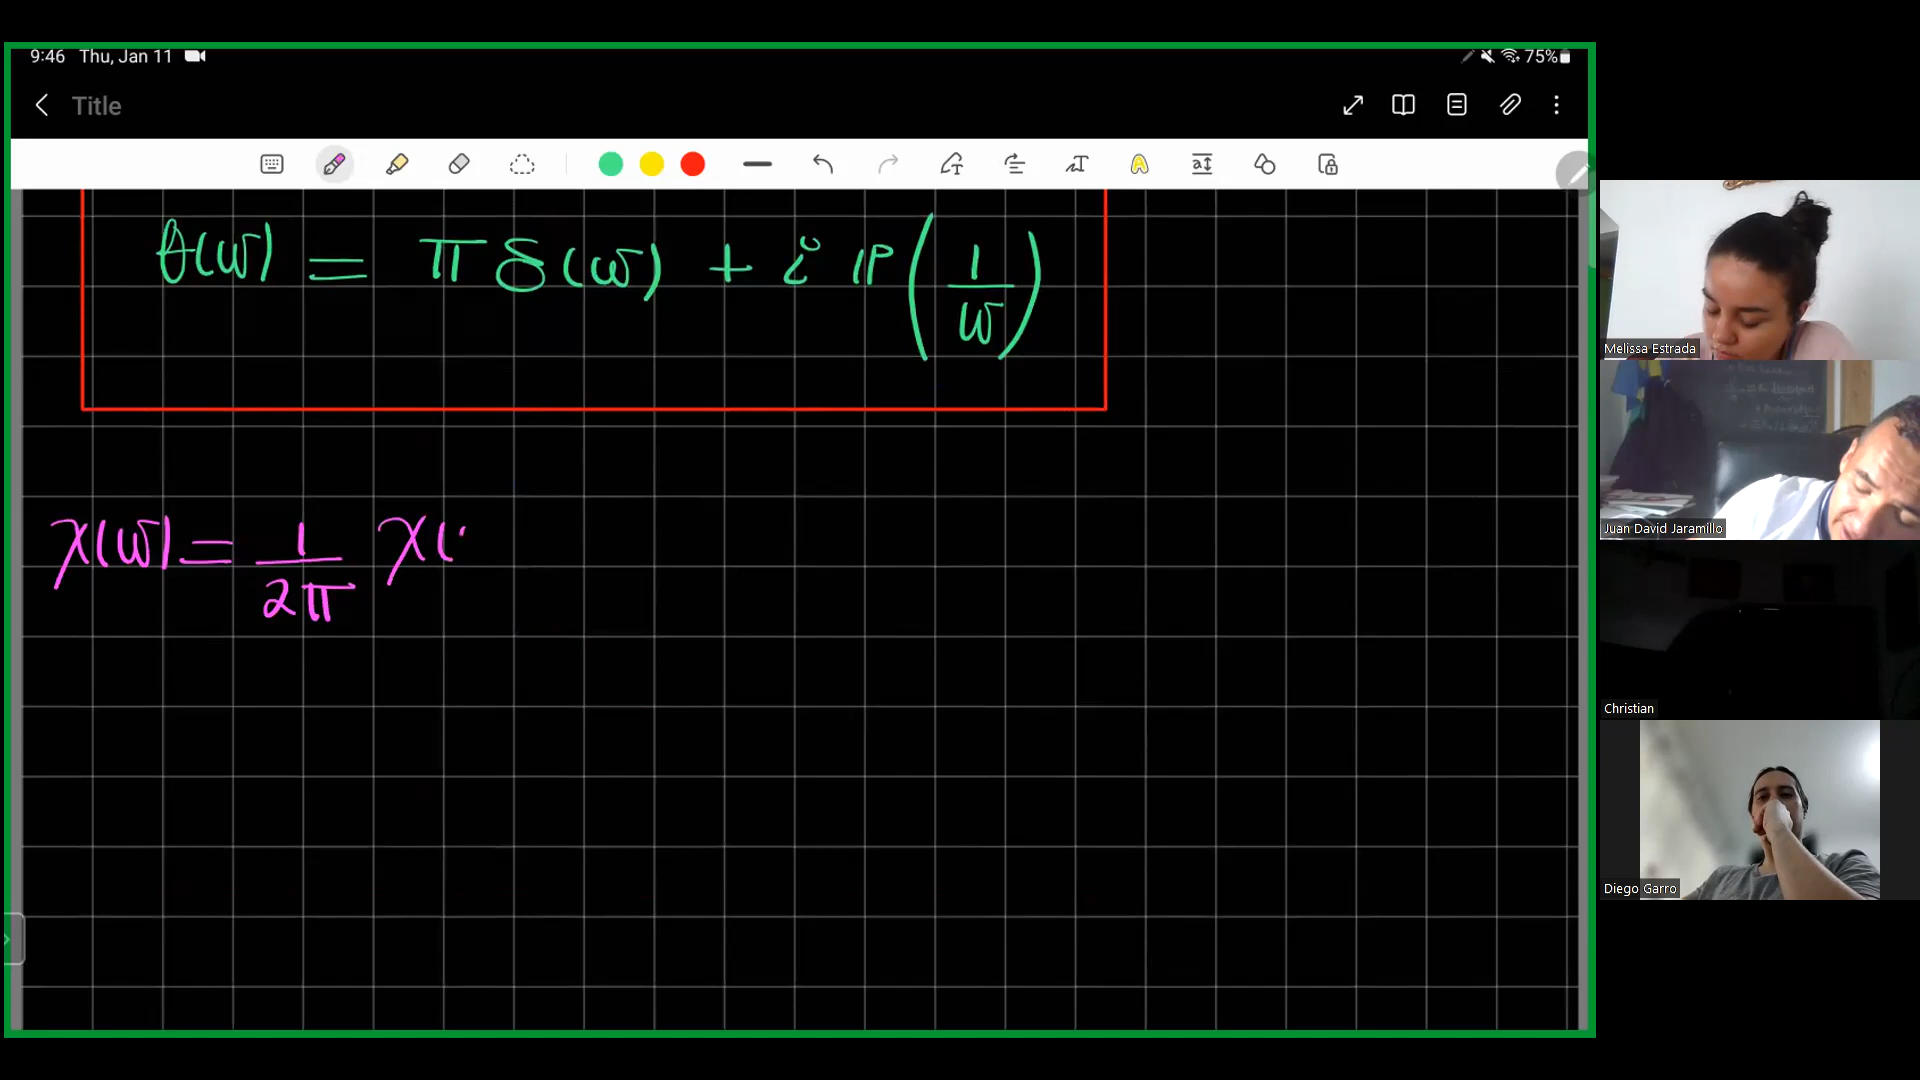 9:46 Thu, Jan 11 75%
Title
θ(ω) = π δ(ω) + i P(1/ω)
χ(ω) = 1/2π χ(
Melissa Estrada
Juan David Jaramillo
Christian
Diego Garro